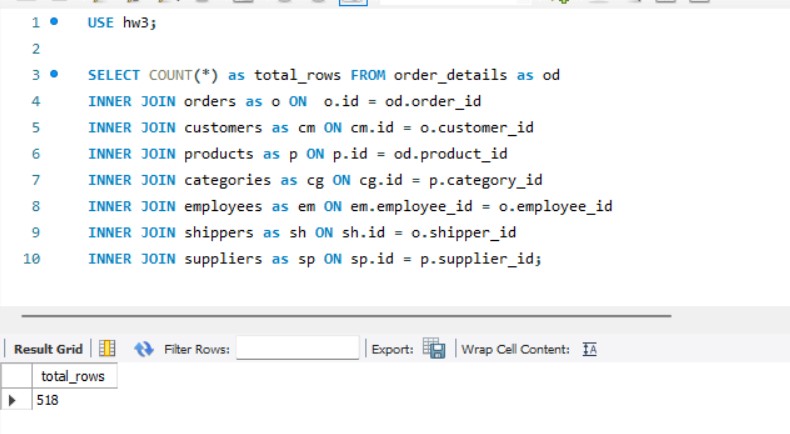 1 USE hw3;
2
3 SELECT COUNT(*) as total_rows FROM order_details as od
4 INNER JOIN orders as o ON  o.id = od.order_id
5 INNER JOIN customers as cm ON cm.id = o.customer_id
6 INNER JOIN products as p ON p.id = od.product_id
7 INNER JOIN categories as cg ON cg.id = p.category_id
8 INNER JOIN employees as em ON em.employee_id = o.employee_id
9 INNER JOIN shippers as sh ON sh.id = o.shipper_id
10 INNER JOIN suppliers as sp ON sp.id = p.supplier_id;
Result Grid Filter Rows: Export: Wrap Cell Content: IA
total_rows
518